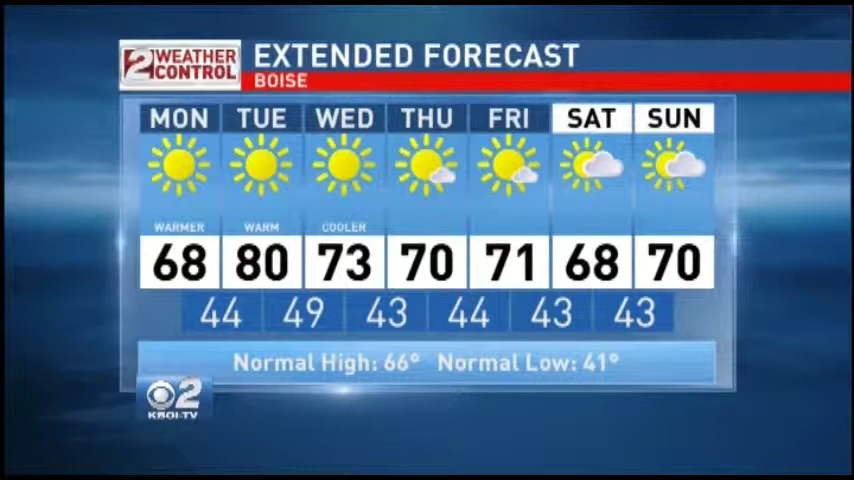 2 WEATHER CONTROL
EXTENDED FORECAST
BOISE
MON TUE WED THU FRI SAT SUN
WARMER WARM COOLER
68 80 73 70 71 68 70
44 49 43 44 43 43
Normal High: 66° Normal Low: 41°
2
KBOI-TV